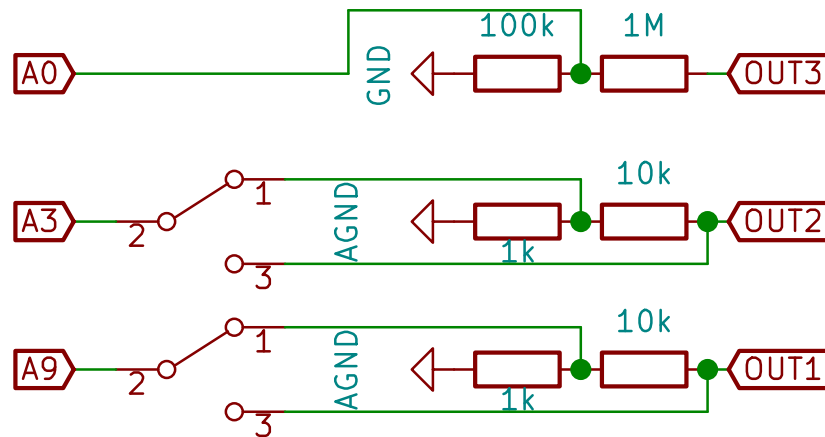 100k 1M
A0 GND OUT3
10k
1
A3 AGND OUT2
2
1k
3
10k
1
A9 AGND OUT1
2
1k
3